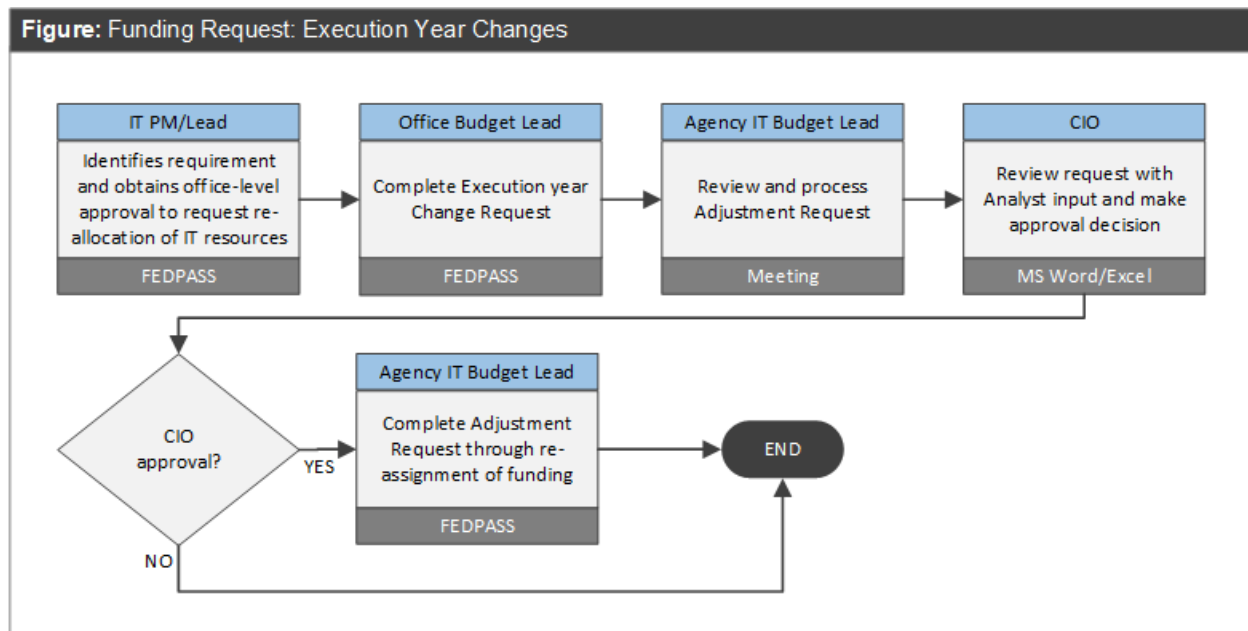 Figure: Funding Request: Execution Year Changes
IT PM/Lead
Identifies requirement
and obtains office-level
approval to request re-
allocation of IT resources
FEDPASS
Office Budget Lead
Complete Execution year
Change Request
FEDPASS
Agency IT Budget Lead
Review and process
Adjustment Request
Meeting
CIO
Review request with
Analyst input and make
approval decision
MS Word/Excel
CIO
approval?
YES
NO
Agency IT Budget Lead
Complete Adjustment
Request through re-
assignment of funding
FEDPASS
END